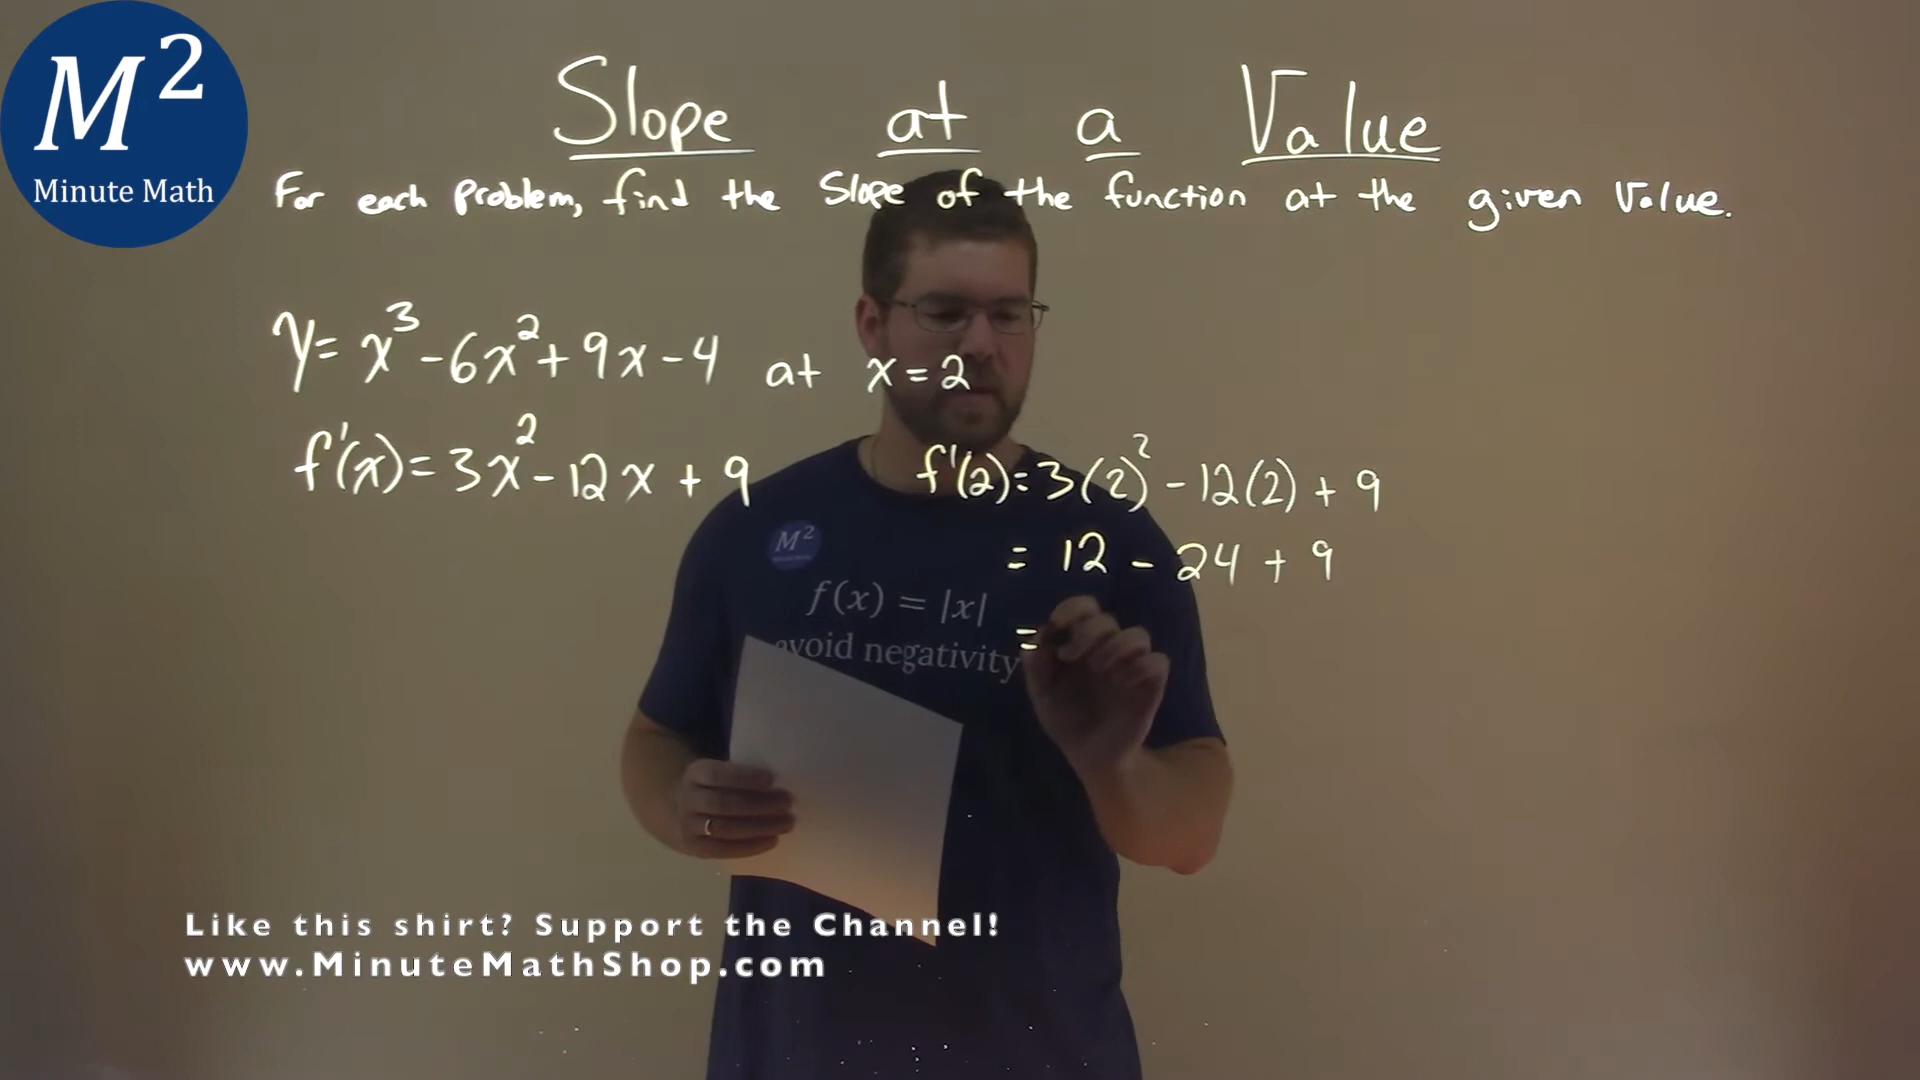 M²
Minute Math
Slope at a Value
For each problem, find the Slope of the function at the given Value.
y = x³ - 6x² + 9x - 4 at x = 2
f'(x) = 3x² - 12x + 9
f'(2) = 3(2)² - 12(2) + 9
= 12 - 24 + 9
=
M²
f(x) = |x|
avoid negativity
Like this shirt? Support the Channel!
www.MinuteMathShop.com